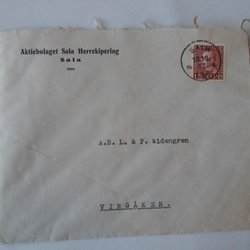 Aktiebolaget Sala Herrekipering
Sala
A.B. L. & P. Widengren
VINGÅKER.